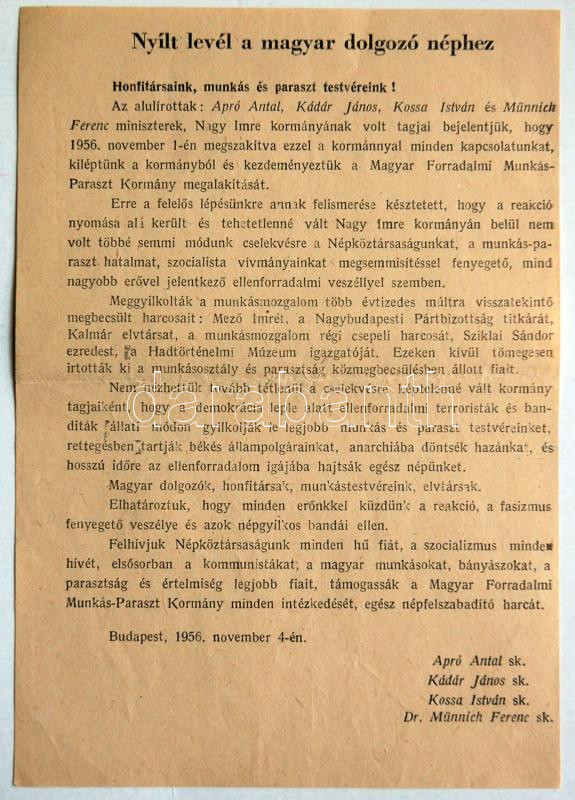 Nyílt levél a magyar dolgozó néphez
Honfitársaink, munkás és paraszt testvéreink !
Az alulírottak : Apró Antal, Kádár János, Kossa István és Münnich
Ferenc miniszterek, Nagy Imre kormányának volt tagjai bejelentjük, hogy
1956. november 1-én megszakítva ezzel a kormánnyal minden kapcsolatunkat,
kiléptünk a kormányból és kezdeményeztük a Magyar Forradalmi Munkás-
Paraszt Kormány megalakítását.
Erre a felelős lépésünkre annak felismerése késztetett, hogy a reakció
nyomása alá került és tehetetlenné vált Nagy Imre kormányán belül nem
volt többé semmi módunk cselekvésre a Népköztársaságunkat, a munkás-pa-
raszt hatalmat, szocialista vívmányainkat megsemmisítéssel fenyegető, mind
nagyobb erővel jelentkező ellenforradalmi veszéllyel szemben.
Meggyilkolták a munkásmozgalom több évtizedes múltra visszatekintő
megbecsült harcosait : Mező Imrét, a Nagybudapesti Pártbizottság titkárát,
Kalmár elvtársat, a munkásmozgalom régi csepeli harcosát, Sziklai Sándor
ezredest, a Hadtörténelmi Múzeum igazgatóját. Ezeken kívül tömegesen
irtották ki a munkásosztály és parasztság közmegbecsülésben állott fiait.
Nem nézhettük tovább tétlenül a cselekvésre képtelenné vált kormány
tagjaiként, hogy a demokrácia leple alatt ellenforradalmi terroristák és ban-
diták állati módon gyilkolják le legjobb munkás és paraszt testvéreinket,
rettegésben tartják békés állampolgárainkat, anarchiába döntsék hazánkat, és
hosszú időre az ellenforradalom igájába hajtsák egész népünket.
Magyar dolgozók, honfitársak, munkástestvéreink, elvtársak.
Elhatároztuk, hogy minden erőnkkel küzdünk a reakció, a fasizmus
fenyegető veszélye és azok népgyilkos bandái ellen.
Felhívjuk Népköztársaságunk minden hű fiát, a szocializmus minden
hívét, elsősorban a kommunistákat, a magyar munkásokat, bányászokat, a
parasztság és értelmiség legjobb fiait, támogassák a Magyar Forradalmi
Munkás-Paraszt Kormány minden intézkedését, egész népfelszabadító harcát.
Budapest, 1956. november 4-én.
Apró Antal sk.
Kádár János sk.
Kossa István sk.
Dr. Münnich Ferenc sk.
darabanth